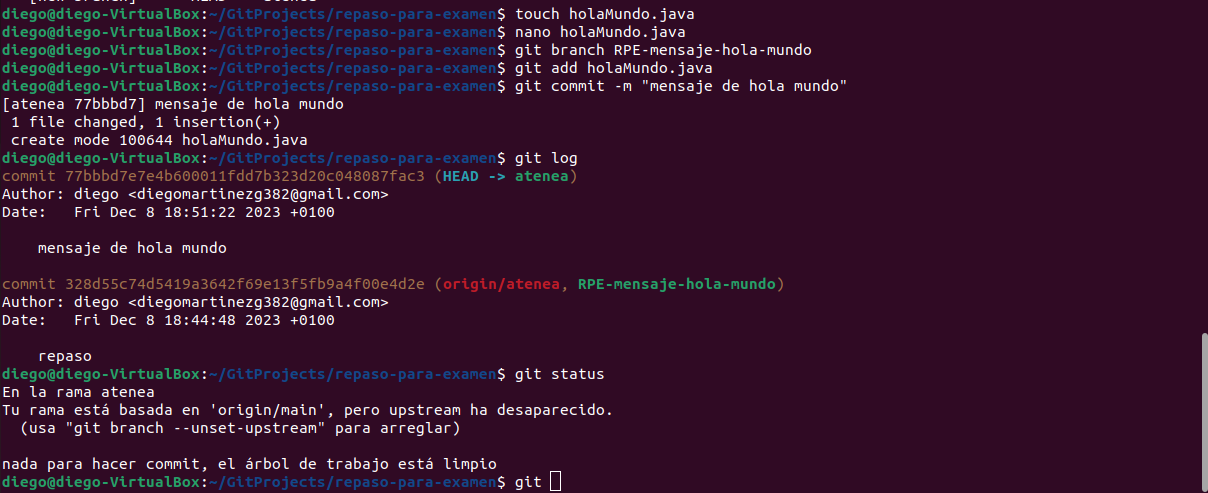 diego@diego-VirtualBox:~/GitProjects/repaso-para-examen$ touch holaMundo.java
diego@diego-VirtualBox:~/GitProjects/repaso-para-examen$ nano holaMundo.java
diego@diego-VirtualBox:~/GitProjects/repaso-para-examen$ git branch RPE-mensaje-hola-mundo
diego@diego-VirtualBox:~/GitProjects/repaso-para-examen$ git add holaMundo.java
diego@diego-VirtualBox:~/GitProjects/repaso-para-examen$ git commit -m "mensaje de hola mundo"
[atenea 77bbbd7] mensaje de hola mundo
 1 file changed, 1 insertion(+)
 create mode 100644 holaMundo.java
diego@diego-VirtualBox:~/GitProjects/repaso-para-examen$ git log
commit 77bbbd7e7e4b600011fdd7b323d20c048087fac3 (HEAD -> atenea)
Author: diego <diegomartinezg382@gmail.com>
Date:   Fri Dec 8 18:51:22 2023 +0100

    mensaje de hola mundo

commit 328d55c74d5419a3642f69e13f5fb9a4f00e4d2e (origin/atenea, RPE-mensaje-hola-mundo)
Author: diego <diegomartinezg382@gmail.com>
Date:   Fri Dec 8 18:44:48 2023 +0100

    repaso
diego@diego-VirtualBox:~/GitProjects/repaso-para-examen$ git status
En la rama atenea
Tu rama está basada en 'origin/main', pero upstream ha desaparecido.
  (usa "git branch --unset-upstream" para arreglar)

nada para hacer commit, el árbol de trabajo está limpio
diego@diego-VirtualBox:~/GitProjects/repaso-para-examen$ git